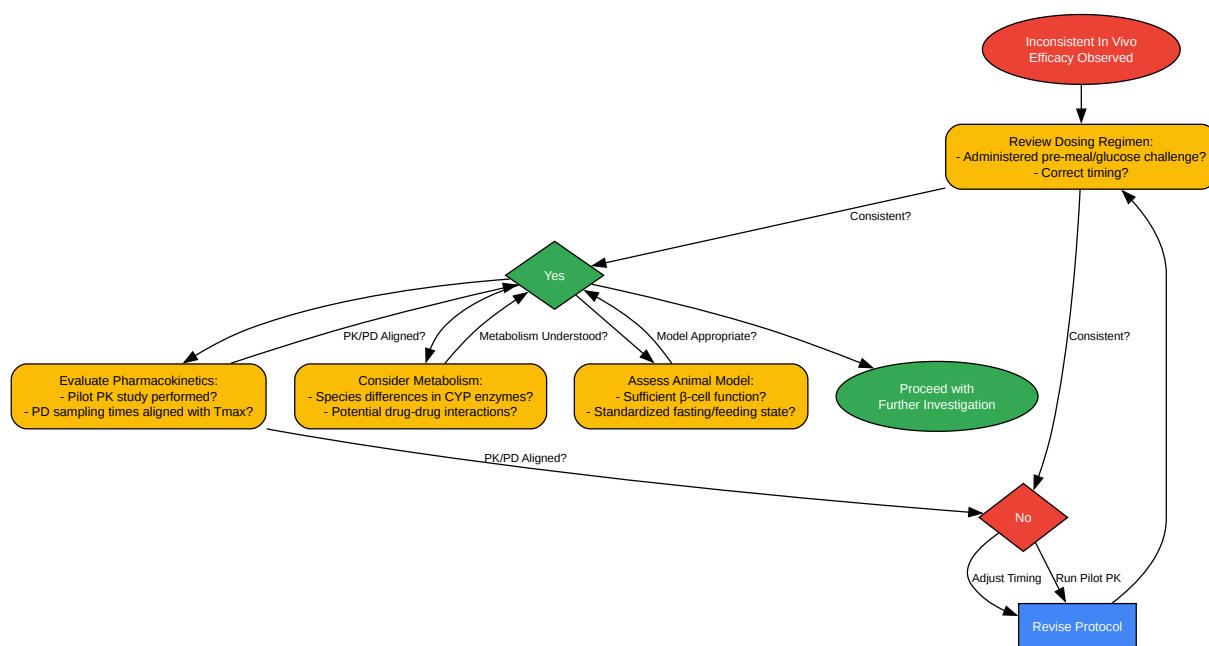 Inconsistent In Vivo
Efficacy Observed
Review Dosing Regimen:
- Administered pre-meal/glucose challenge?
- Correct timing?
Consistent?
Yes
Consistent?
PK/PD Aligned?
Metabolism Understood?
Model Appropriate?
Evaluate Pharmacokinetics:
- Pilot PK study performed?
- PD sampling times aligned with Tmax?
Consider Metabolism:
- Species differences in CYP enzymes?
- Potential drug-drug interactions?
Assess Animal Model:
- Sufficient β-cell function?
- Standardized fasting/feeding state?
Proceed with
Further Investigation
PK/PD Aligned?
No
Adjust Timing
Run Pilot PK
Revise Protocol